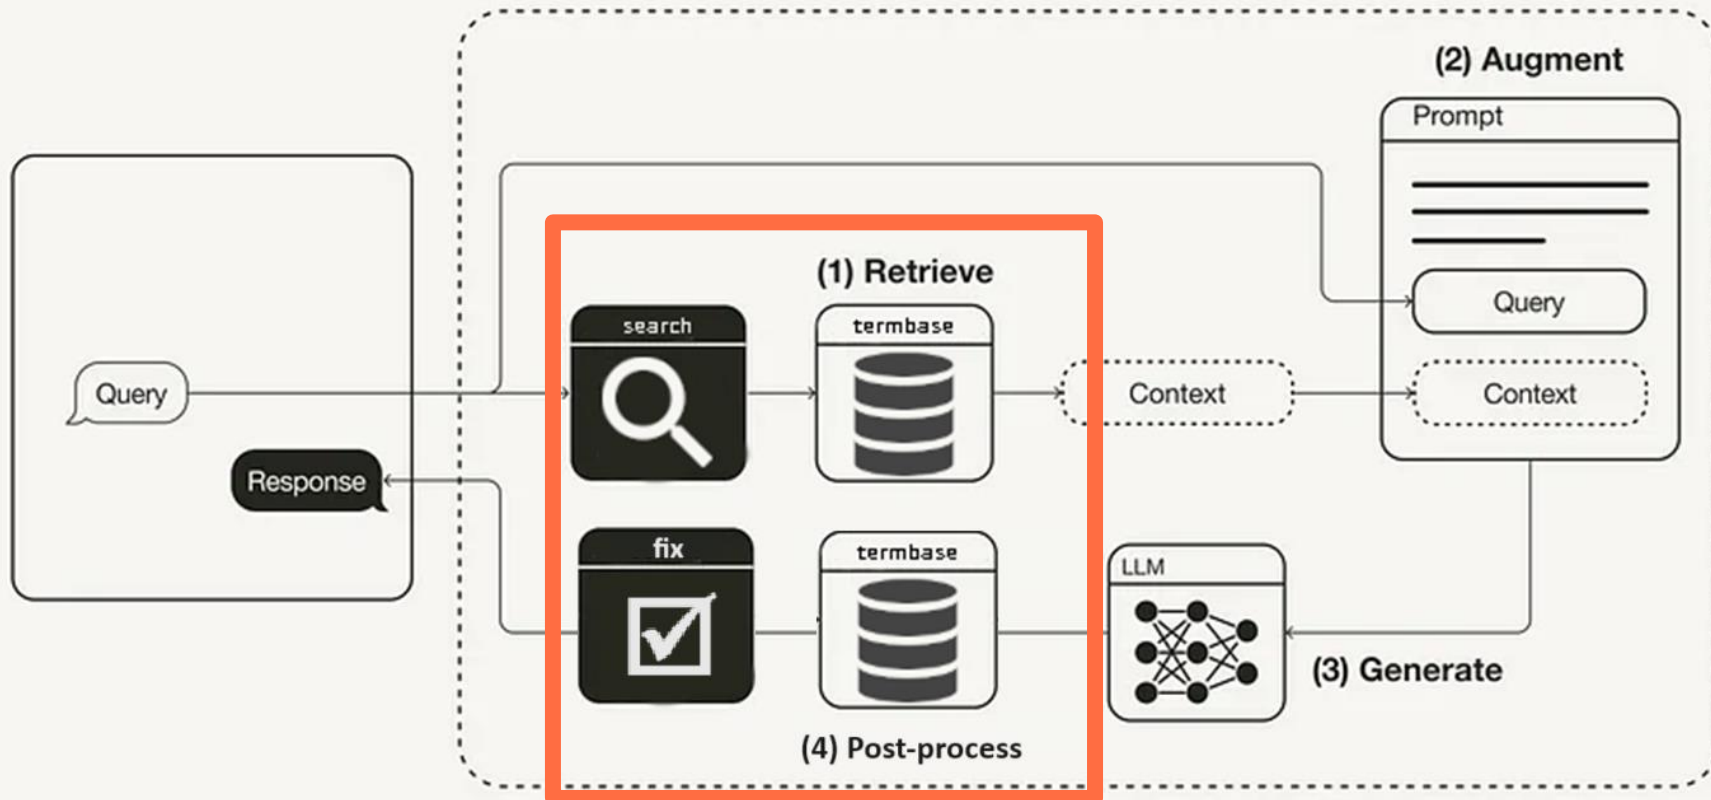 (2) Augment
Prompt
(1) Retrieve
Query
search
termbase
Query
Context
Context
Response
fix
termbase
LLM
(3) Generate
(4) Post-process